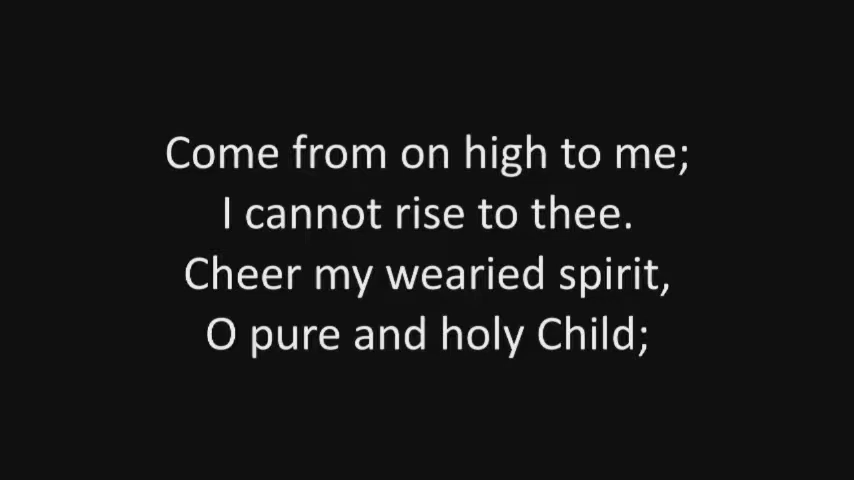 Come from on high to me;
I cannot rise to thee.
Cheer my wearied spirit,
O pure and holy Child;